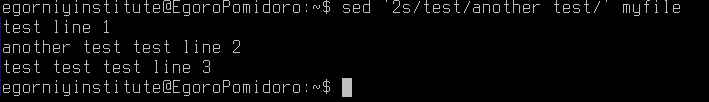 egorniyinstitute@EgoroPomidoro:~$ sed '2s/test/another test/' myfile
test line 1
another test test line 2
test test test line 3
egorniyinstitute@EgoroPomidoro:~$